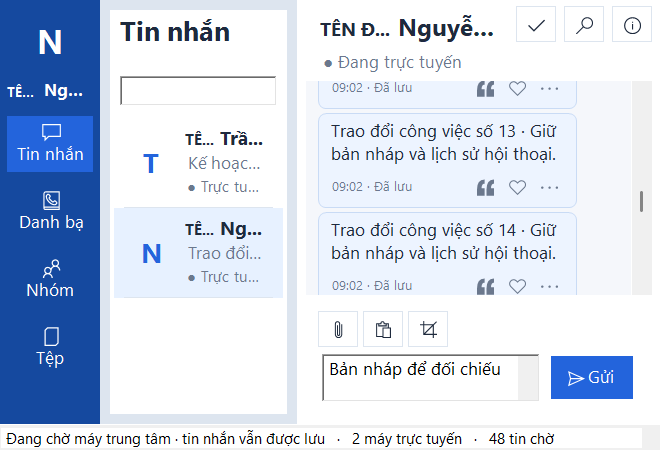 N
TÊ... Ng...
Tin nhắn
Danh bạ
Nhóm
Tệp
Tin nhắn
T
TÊ... Trầ...
Kế hoạc...
● Trực tu...
N
TÊ... Ng...
Trao đổi...
● Trực tu...
TÊN Đ... Nguyễ...
● Đang trực tuyến
09:02 · Đã lưu
Trao đổi công việc số 13 · Giữ
bản nháp và lịch sử hội thoại.
09:02 · Đã lưu
Trao đổi công việc số 14 · Giữ
bản nháp và lịch sử hội thoại.
09:02 · Đã lưu
Bản nháp để đối chiếu
Gửi
Đang chờ máy trung tâm · tin nhắn vẫn được lưu · 2 máy trực tuyến · 48 tin chờ